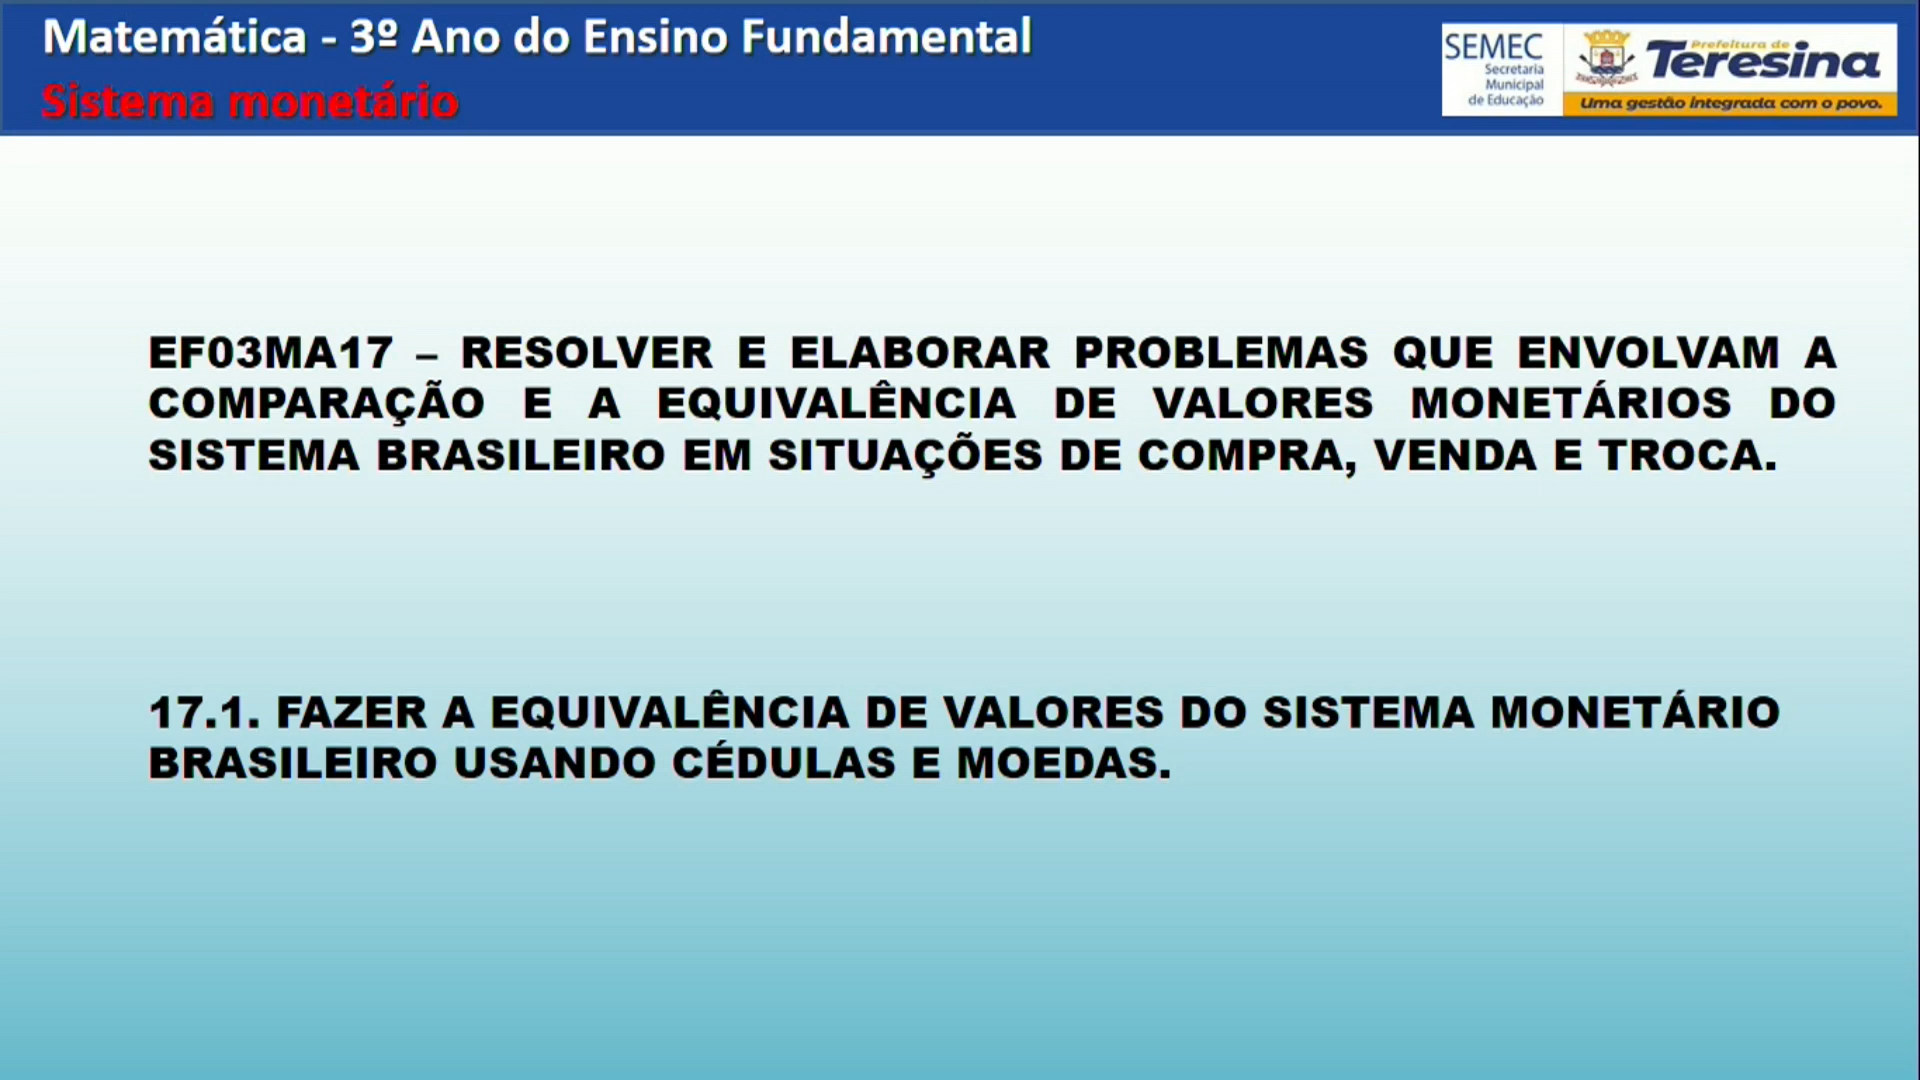 Matemática - 3º Ano do Ensino Fundamental
Sistema monetário
SEMEC
Secretaria
Municipal
de Educação
Prefeitura de
Teresina
Uma gestão integrada com o povo.
EF03MA17 – RESOLVER E ELABORAR PROBLEMAS QUE ENVOLVAM A
COMPARAÇÃO E A EQUIVALÊNCIA DE VALORES MONETÁRIOS DO
SISTEMA BRASILEIRO EM SITUAÇÕES DE COMPRA, VENDA E TROCA.
17.1. FAZER A EQUIVALÊNCIA DE VALORES DO SISTEMA MONETÁRIO
BRASILEIRO USANDO CÉDULAS E MOEDAS.